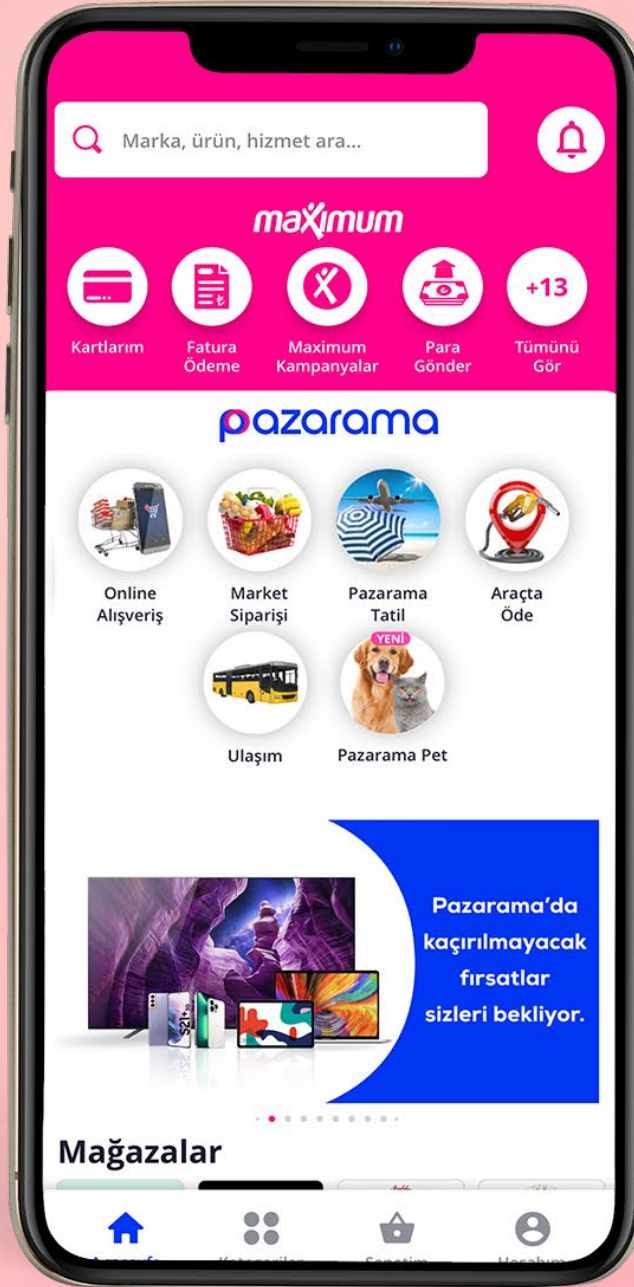 Marka, ürün, hizmet ara...
maximum
+13
Kartlarım
Fatura
Ödeme
Maximum
Kampanyalar
Para
Gönder
Tümünü
Gör
pazarama
Online
Alışveriş
Market
Siparişi
Pazarama
Tatil
Araçta
Öde
YENİ
Ulaşım
Pazarama Pet
Pazarama'da
kaçırılmayacak
fırsatlar
sizleri bekliyor.
S21+
Mağazalar